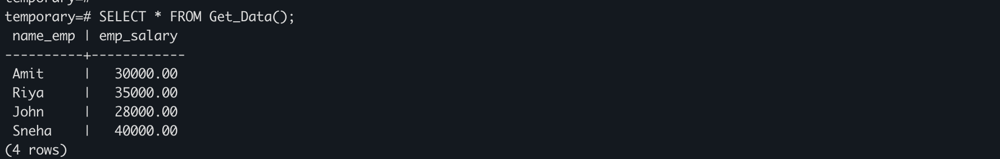 temporary=#
temporary=# SELECT * FROM Get_Data();
 name_emp | emp_salary
----------+------------
 Amit     |   30000.00
 Riya     |   35000.00
 John     |   28000.00
 Sneha    |   40000.00
(4 rows)